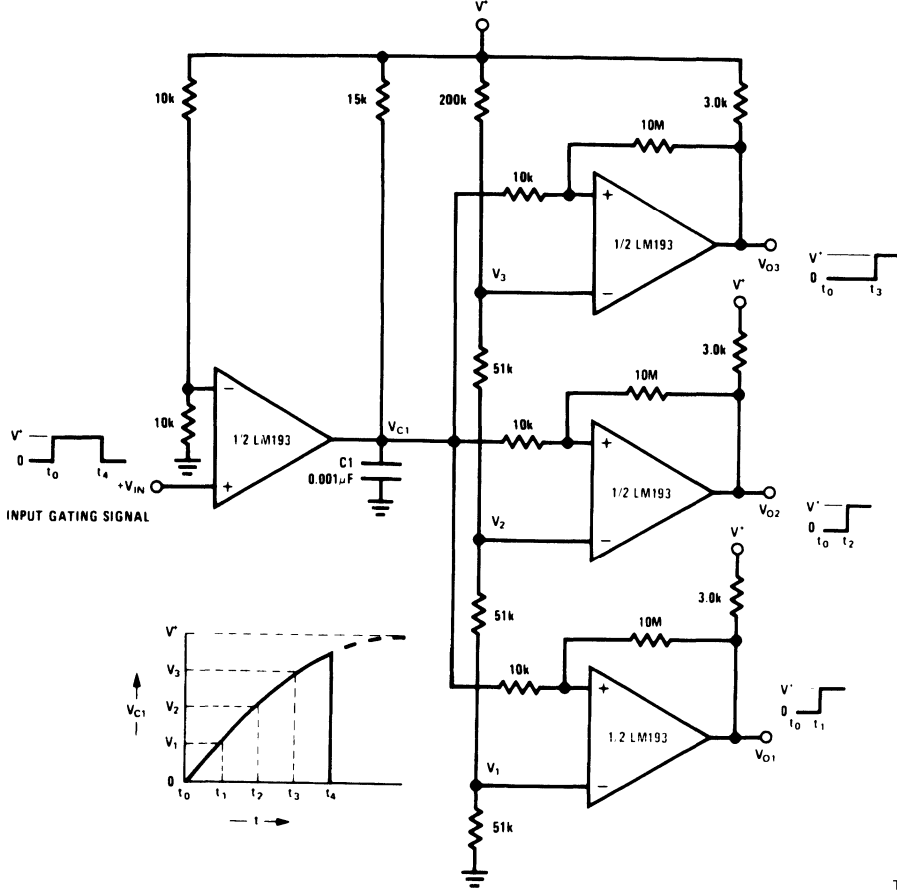 V+
10k
15k
200k
3.0k
10M
10k
+
1/2 LM193
−
V3
VO3
V+
0
t0 t3
V+
3.0k
51k
10M
10k
−
10k
1/2 LM193
+
VC1
C1
0.001μF
10k
+
1/2 LM193
−
V2
VO2
V+
0
t0 t2
V+
0
t0 t4
+VIN
INPUT GATING SIGNAL
V+
3.0k
51k
10M
10k
+
1/2 LM193
−
V1
VO1
V+
0
t0 t1
51k
V+
V3
VC1
V2
V1
0
t0 t1 t2 t3 t4
t
T